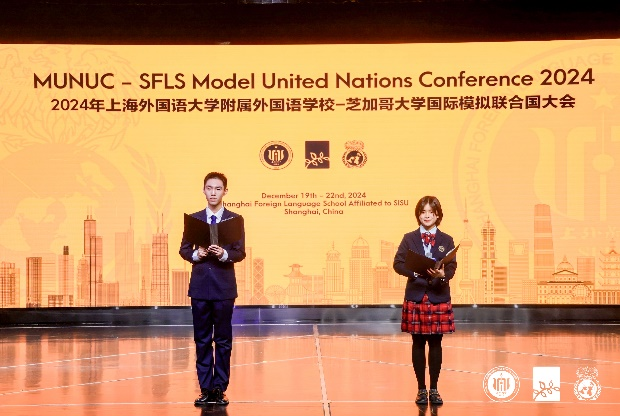 MUNUC – SFLS Model United Nations Conference 2024
2024年上海外国语大学附属外国语学校–芝加哥大学国际模拟联合国大会
December 19th – 22nd, 2024
Shanghai Foreign Language School Affiliated to SISU
Shanghai, China